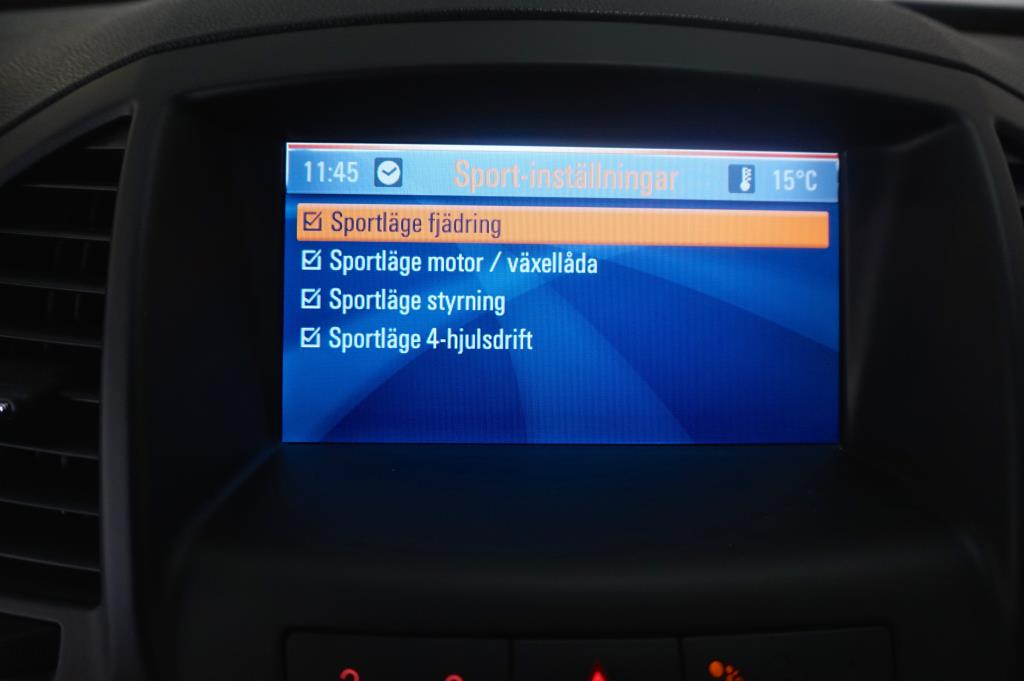 11:45 Sport-inställningar 15°C
Sportläge fjädring
Sportläge motor / växellåda
Sportläge styrning
Sportläge 4-hjulsdrift